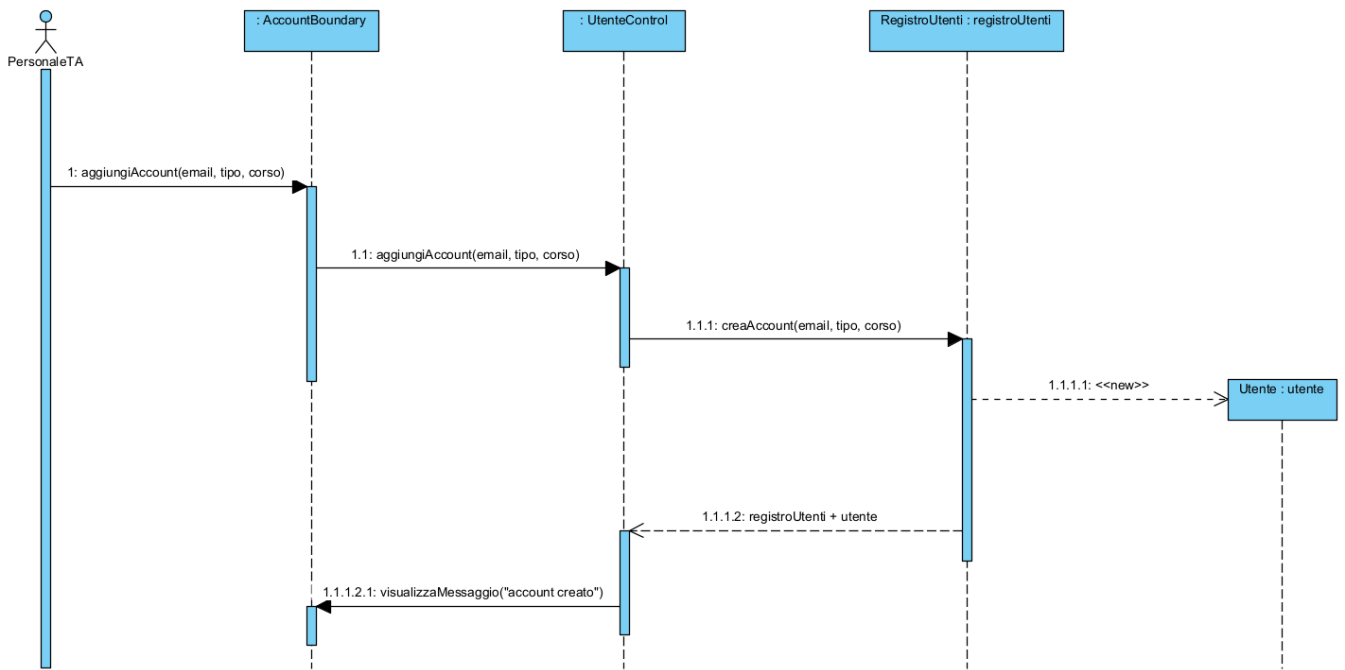 : AccountBoundary
: UtenteControl
RegistroUtenti : registroUtenti
PersonaleTA
1: aggiungiAccount(email, tipo, corso)
1.1: aggiungiAccount(email, tipo, corso)
1.1.1: creaAccount(email, tipo, corso)
1.1.1.1: <<new>>
Utente : utente
1.1.1.2: registroUtenti + utente
1.1.1.2.1: visualizzaMessaggio("account creato")